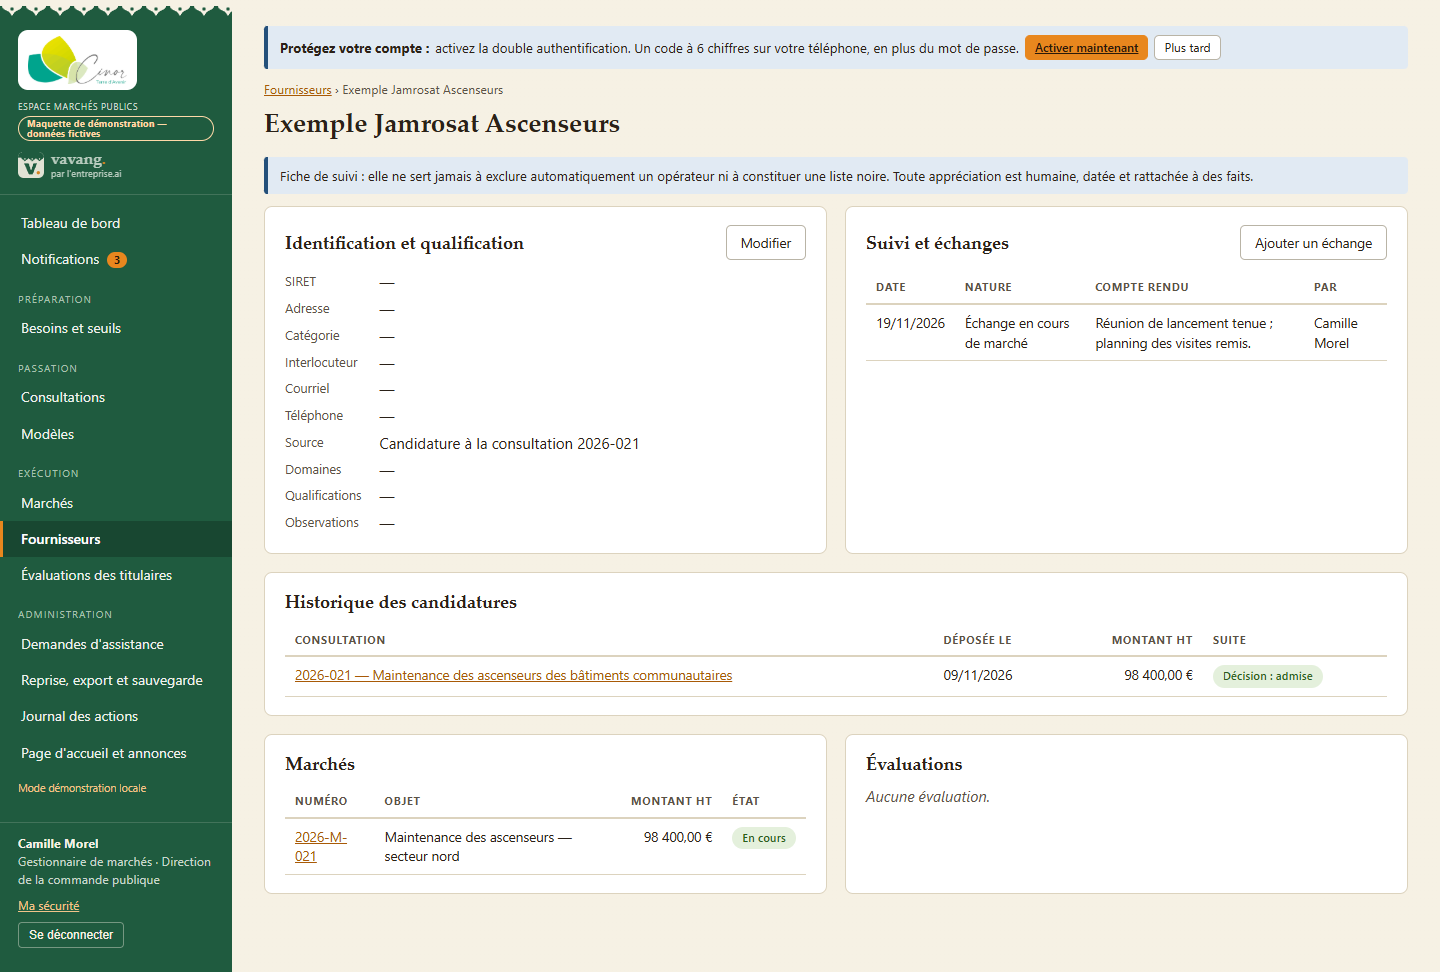 Cinor
Terre d'Avenir
ESPACE MARCHÉS PUBLICS
Maquette de démonstration —
données fictives
v.
vavang.
par l'entreprise.ai
Tableau de bord
Notifications 3
PRÉPARATION
Besoins et seuils
PASSATION
Consultations
Modèles
EXÉCUTION
Marchés
Fournisseurs
Évaluations des titulaires
ADMINISTRATION
Demandes d'assistance
Reprise, export et sauvegarde
Journal des actions
Page d'accueil et annonces
Mode démonstration locale
Camille Morel
Gestionnaire de marchés · Direction
de la commande publique
Ma sécurité
Se déconnecter
Protégez votre compte : activez la double authentification. Un code à 6 chiffres sur votre téléphone, en plus du mot de passe. Activer maintenant Plus tard
Fournisseurs › Exemple Jamrosat Ascenseurs
Exemple Jamrosat Ascenseurs
Fiche de suivi : elle ne sert jamais à exclure automatiquement un opérateur ni à constituer une liste noire. Toute appréciation est humaine, datée et rattachée à des faits.
Identification et qualification Modifier
SIRET —
Adresse —
Catégorie —
Interlocuteur —
Courriel —
Téléphone —
Source Candidature à la consultation 2026-021
Domaines —
Qualifications —
Observations —
Suivi et échanges Ajouter un échange
DATE NATURE COMPTE RENDU PAR
19/11/2026 Échange en cours Réunion de lancement tenue ; Camille
de marché planning des visites remis. Morel
Historique des candidatures
CONSULTATION DÉPOSÉE LE MONTANT HT SUITE
2026-021 — Maintenance des ascenseurs des bâtiments communautaires 09/11/2026 98 400,00 € Décision : admise
Marchés
NUMÉRO OBJET MONTANT HT ÉTAT
2026-M- Maintenance des ascenseurs — 98 400,00 € En cours
021 secteur nord
Évaluations
Aucune évaluation.